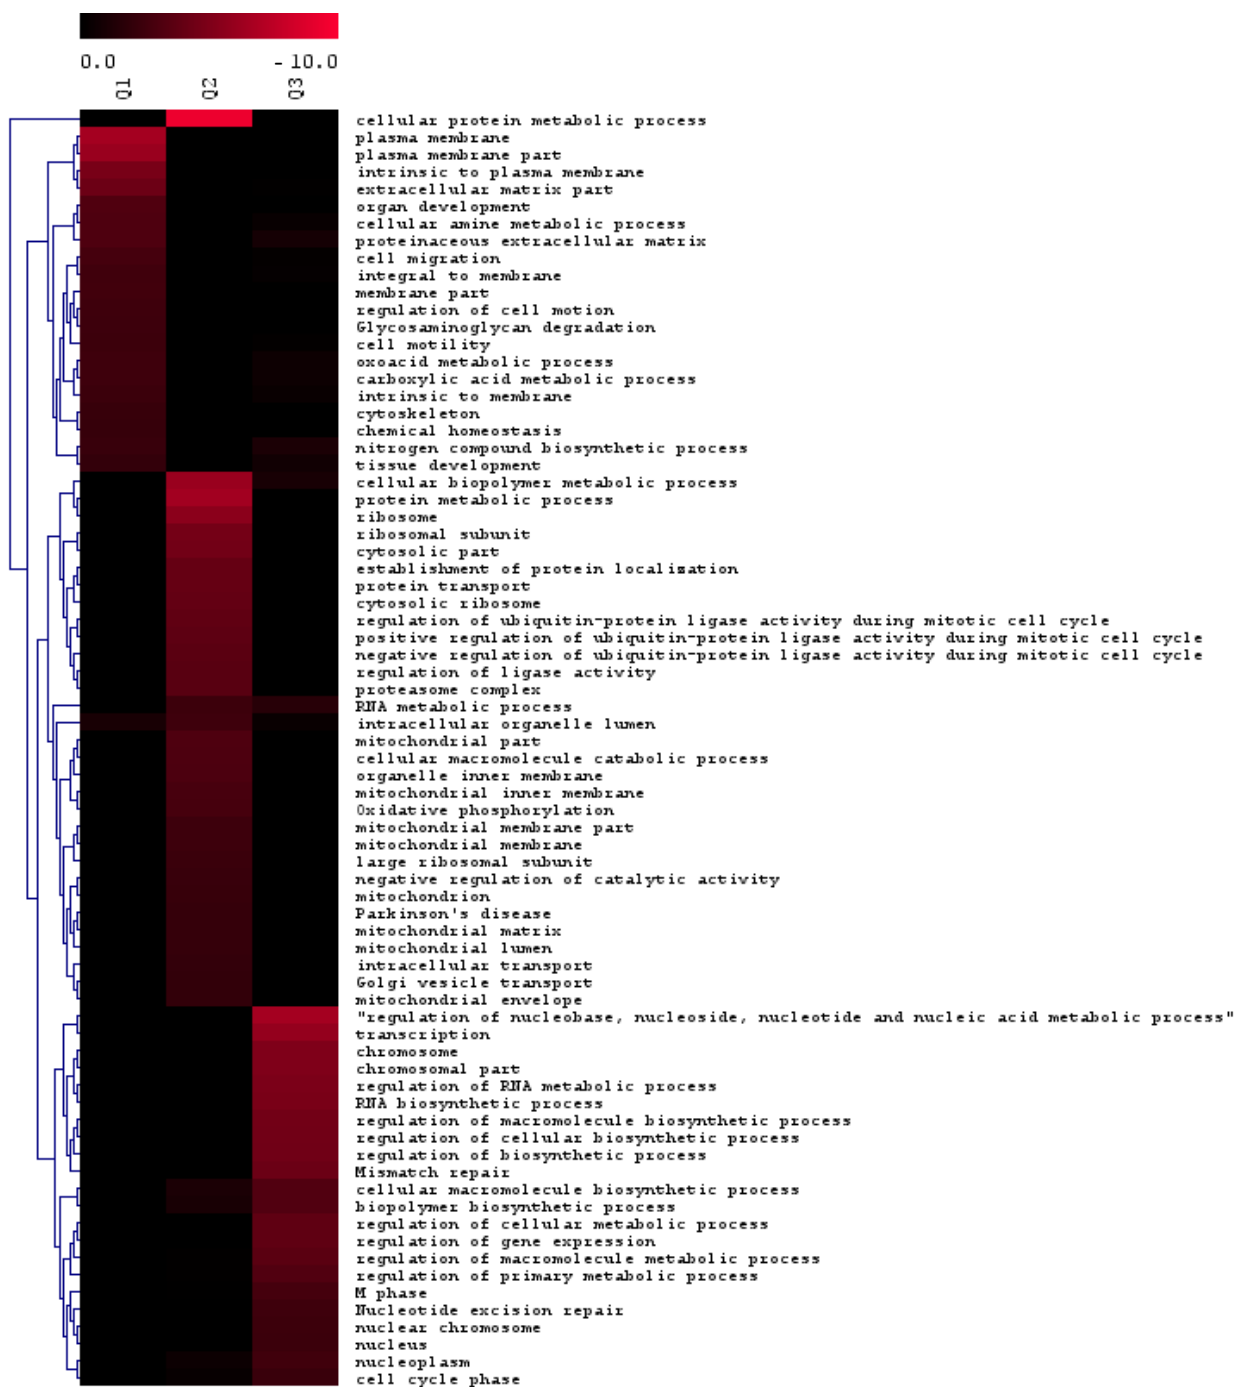 0.0 -10.0
Q1 Q2 Q3
cellular protein metabolic process
plasma membrane
plasma membrane part
intrinsic to plasma membrane
extracellular matrix part
organ development
cellular amine metabolic process
proteinaceous extracellular matrix
cell migration
integral to membrane
membrane part
regulation of cell motion
Glycosaminoglycan degradation
cell motility
oxoacid metabolic process
carboxylic acid metabolic process
intrinsic to membrane
cytoskeleton
chemical homeostasis
nitrogen compound biosynthetic process
tissue development
cellular biopolymer metabolic process
protein metabolic process
ribosome
ribosomal subunit
cytosolic part
establishment of protein localization
protein transport
cytosolic ribosome
regulation of ubiquitin-protein ligase activity during mitotic cell cycle
positive regulation of ubiquitin-protein ligase activity during mitotic cell cycle
negative regulation of ubiquitin-protein ligase activity during mitotic cell cycle
regulation of ligase activity
proteasome complex
RNA metabolic process
intracellular organelle lumen
mitochondrial part
cellular macromolecule catabolic process
organelle inner membrane
mitochondrial inner membrane
Oxidative phosphorylation
mitochondrial membrane part
mitochondrial membrane
large ribosomal subunit
negative regulation of catalytic activity
mitochondrion
Parkinson's disease
mitochondrial matrix
mitochondrial lumen
intracellular transport
Golgi vesicle transport
mitochondrial envelope
"regulation of nucleobase, nucleoside, nucleotide and nucleic acid metabolic process"
transcription
chromosome
chromosomal part
regulation of RNA metabolic process
RNA biosynthetic process
regulation of macromolecule biosynthetic process
regulation of cellular biosynthetic process
regulation of biosynthetic process
Mismatch repair
cellular macromolecule biosynthetic process
biopolymer biosynthetic process
regulation of cellular metabolic process
regulation of gene expression
regulation of macromolecule metabolic process
regulation of primary metabolic process
M phase
Nucleotide excision repair
nuclear chromosome
nucleus
nucleoplasm
cell cycle phase